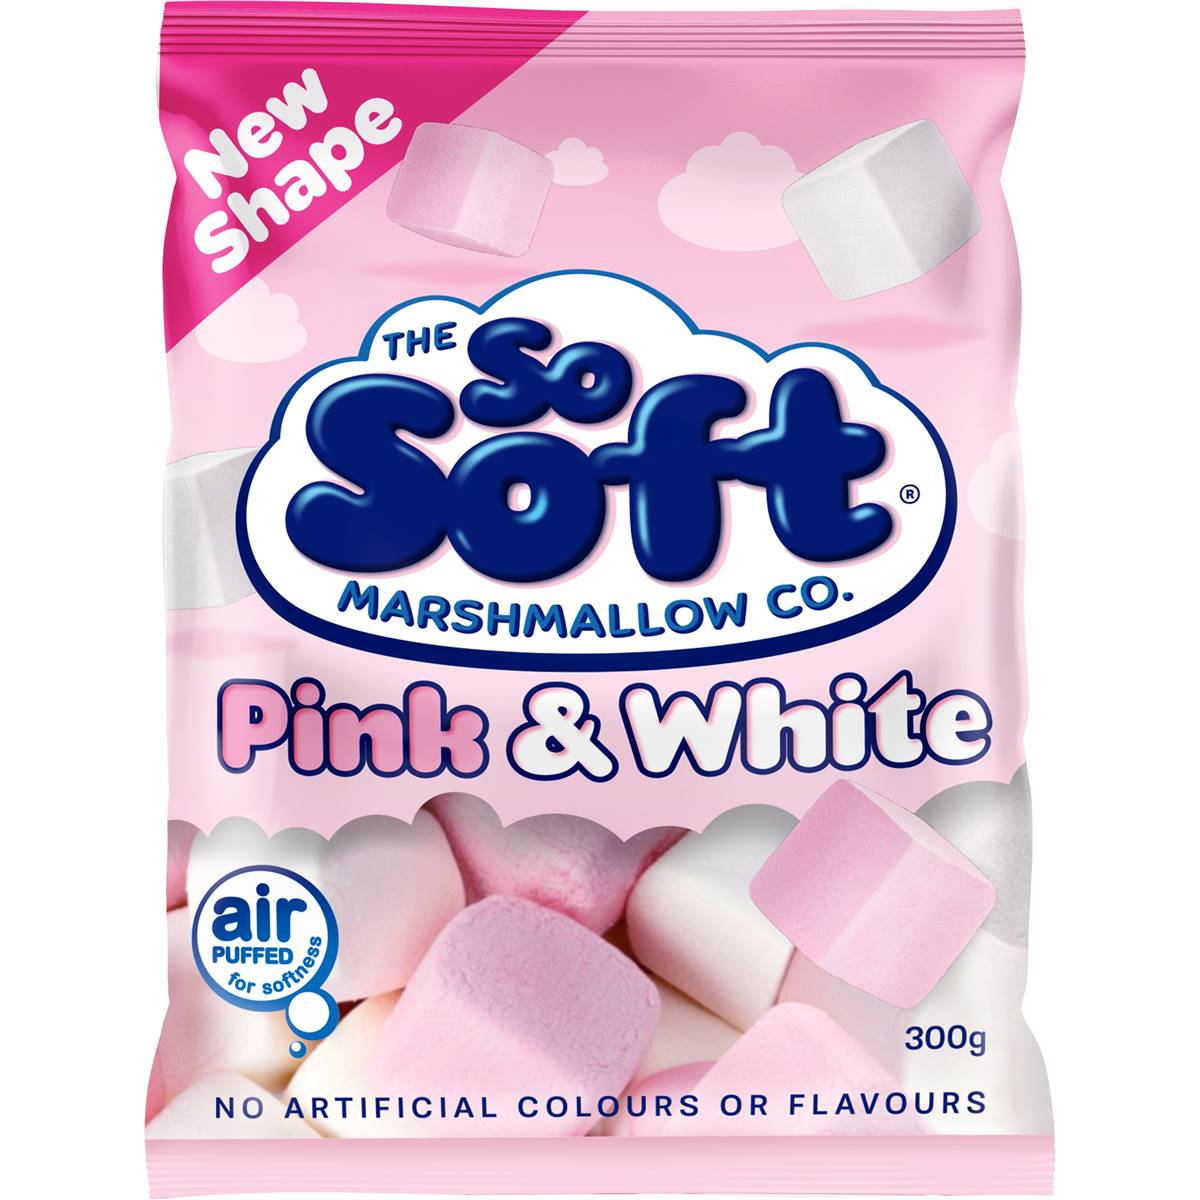 New
Shape
THE So
Soft
®
MARSHMALLOW CO.
Pink & White
air
PUFFED
for softness
300g
NO ARTIFICIAL COLOURS OR FLAVOURS